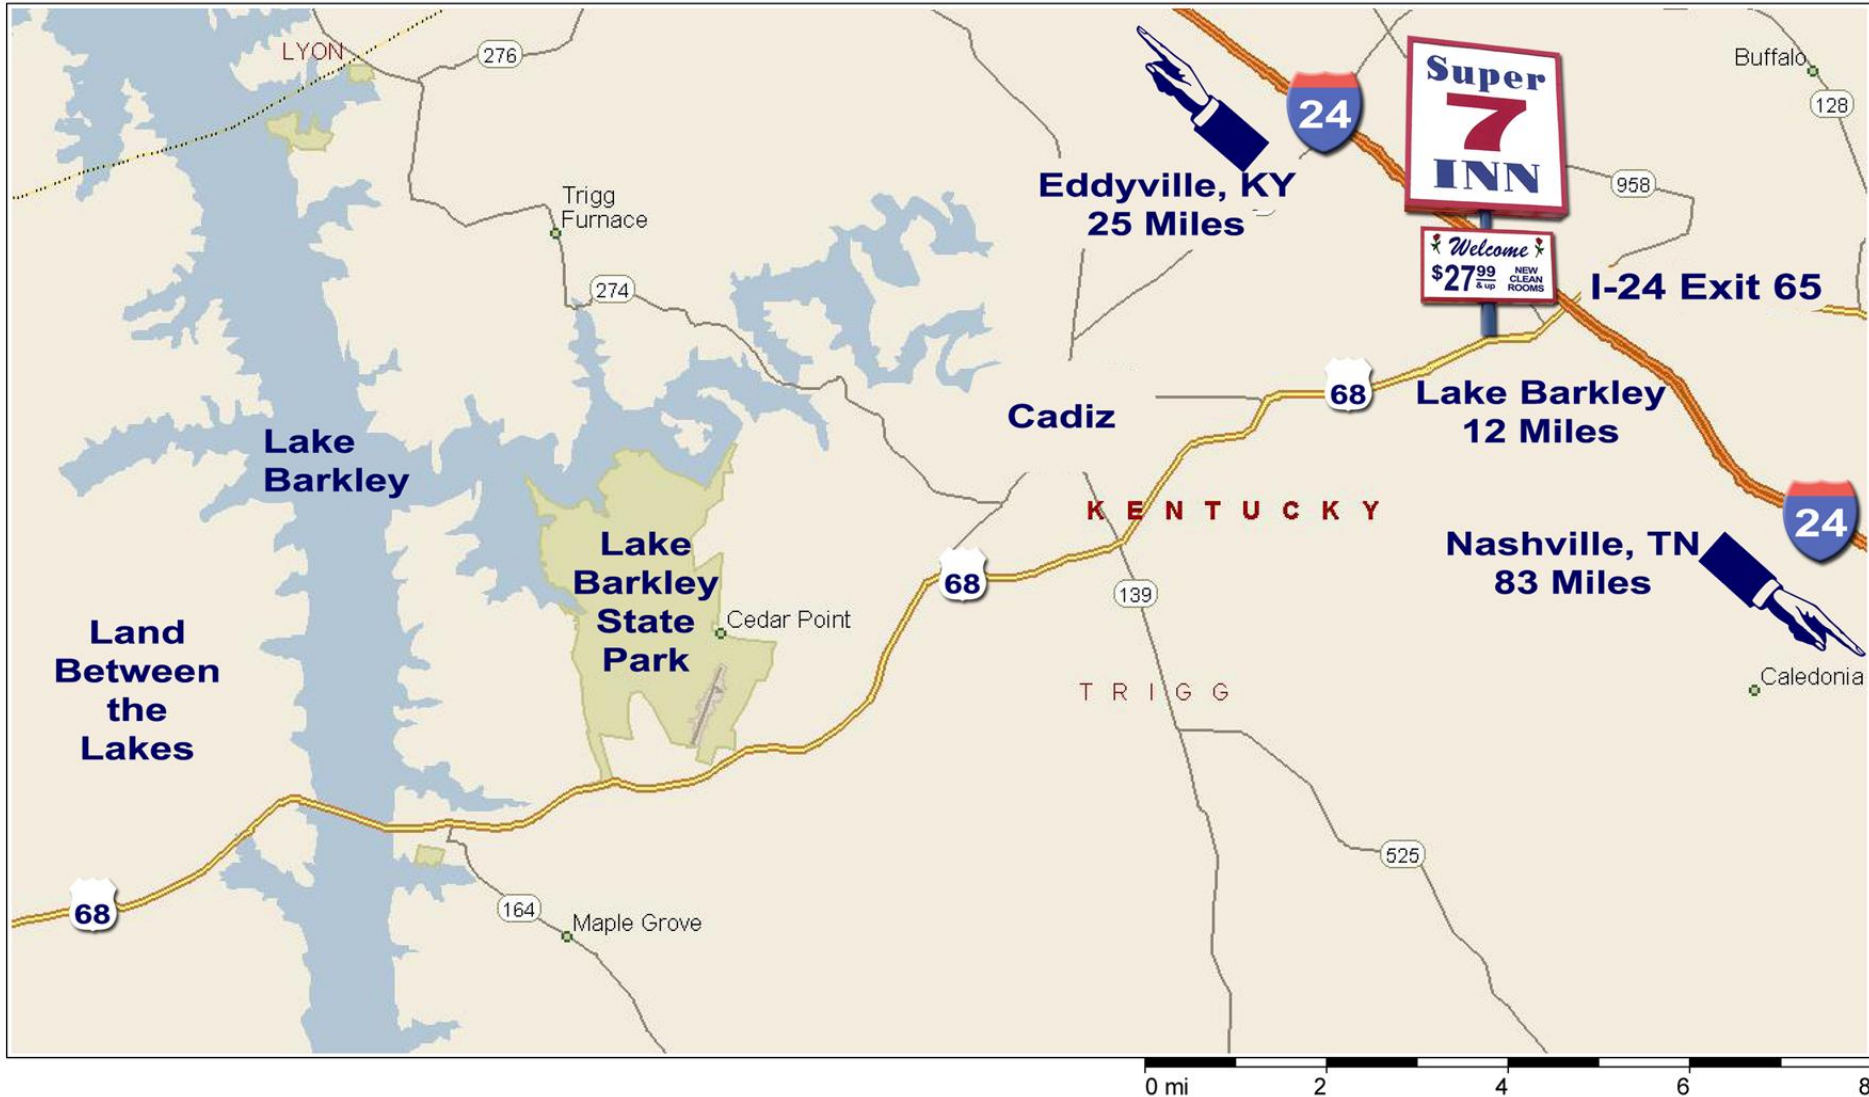 LYON
276
Trigg
Furnace
274
Eddyville, KY
25 Miles
24
Super
7
INN
Welcome
$27 99 & up
NEW
CLEAN
ROOMS
Buffalo
128
958
I-24 Exit 65
68
Lake Barkley
12 Miles
Cadiz
Lake
Barkley
KENTUCKY
24
Nashville, TN
83 Miles
Lake
Barkley
State
Park
68
139
Cedar Point
Land
Between
the
Lakes
TRIGG
Caledonia
525
68
164
Maple Grove
0 mi 2 4 6 8